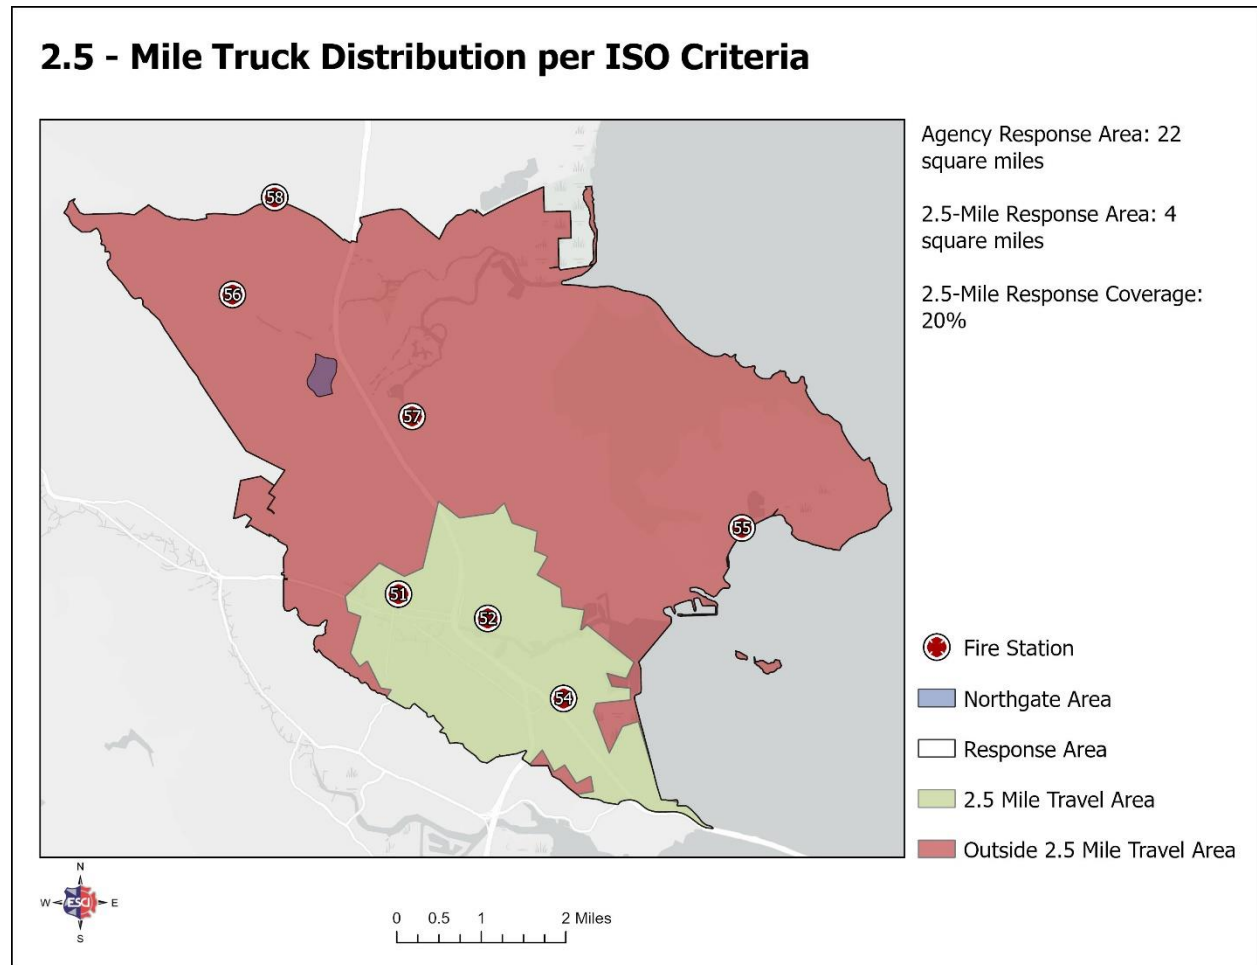 2.5 - Mile Truck Distribution per ISO Criteria
Agency Response Area: 22
square miles
2.5-Mile Response Area: 4
square miles
2.5-Mile Response Coverage:
20%
58
56
57
55
51
52
54
Fire Station
Northgate Area
Response Area
2.5 Mile Travel Area
Outside 2.5 Mile Travel Area
N
W
ESCI
E
S
0 0.5 1 2 Miles